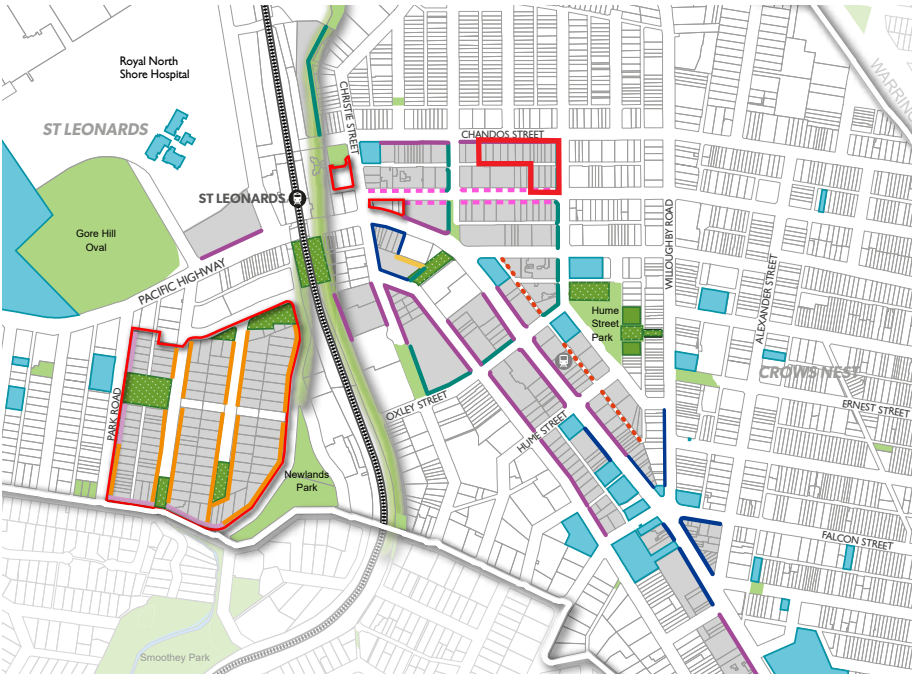 Royal North
Shore Hospital
ST LEONARDS
CHRISTIE STREET
CHANDOS STREET
WARRING
ST LEONARDS
Gore Hill
Oval
PACIFIC HIGHWAY
WILLOUGHBY ROAD
ALEXANDER STREET
Hume
Street
Park
CROWS NEST
PARK ROAD
OXLEY STREET
HUME STREET
ERNEST STREET
Newlands
Park
FALCON STREET
Smoothey Park